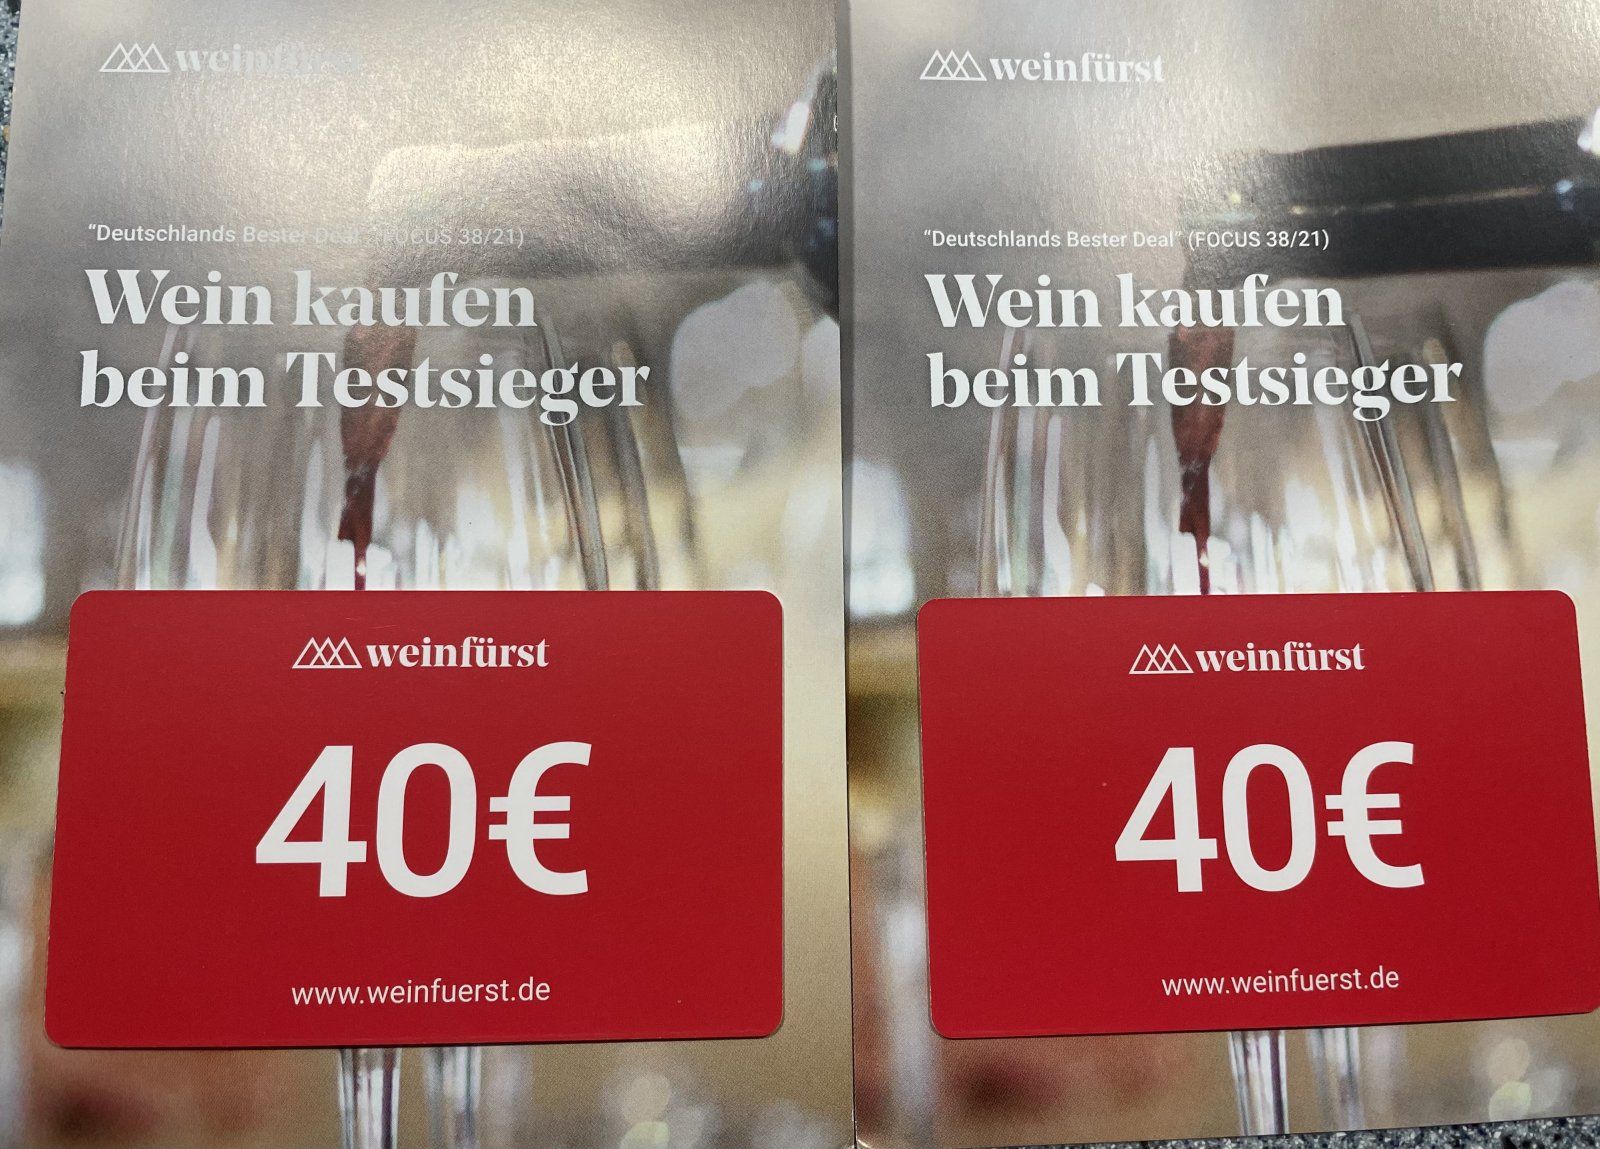 weinfürst
"Deutschlands Bester Deal" (FOCUS 38/21)
Wein kaufen
beim Testsieger
weinfürst
40€
www.weinfuerst.de
weinfürst
“Deutschlands Bester Deal” (FOCUS 38/21)
Wein kaufen
beim Testsieger
weinfürst
40€
www.weinfuerst.de